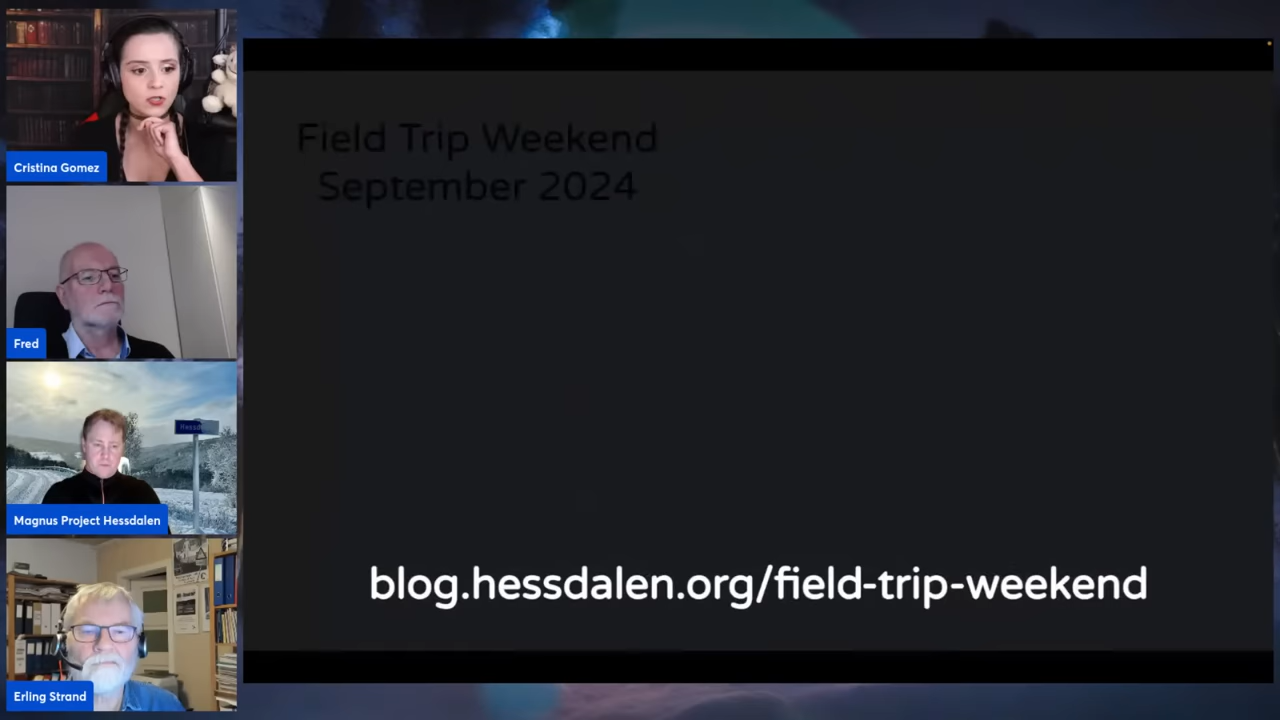 Cristina Gomez
Fred
Magnus Project Hessdalen
Erling Strand
Field Trip Weekend
September 2024
blog.hessdalen.org/field-trip-weekend